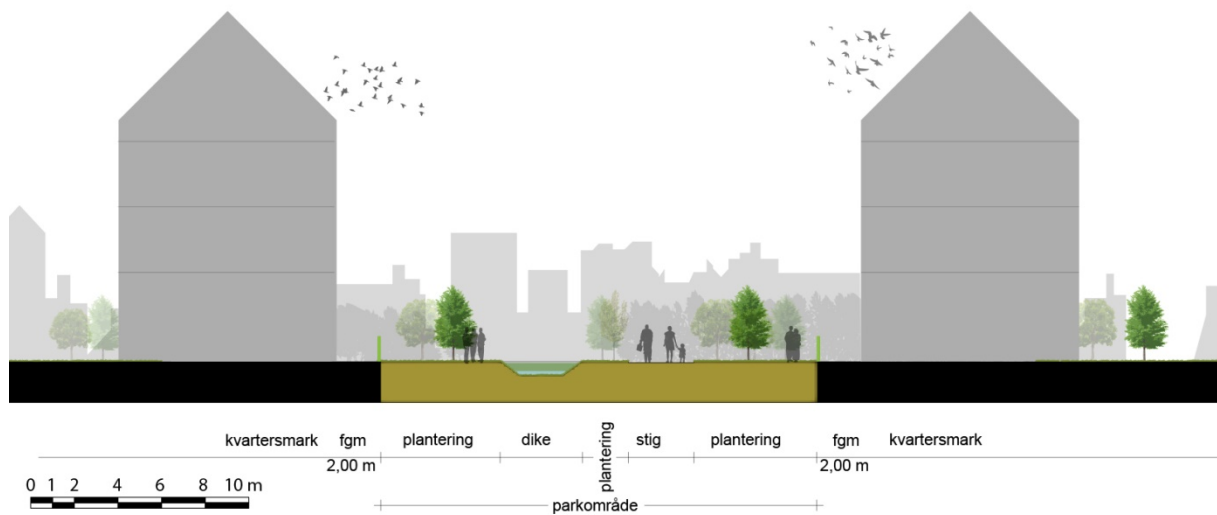 kvartersmark fgm plantering dike plantering stig plantering fgm kvartersmark
2,00 m 2,00 m
0 1 2 4 6 8 10 m
parkområde